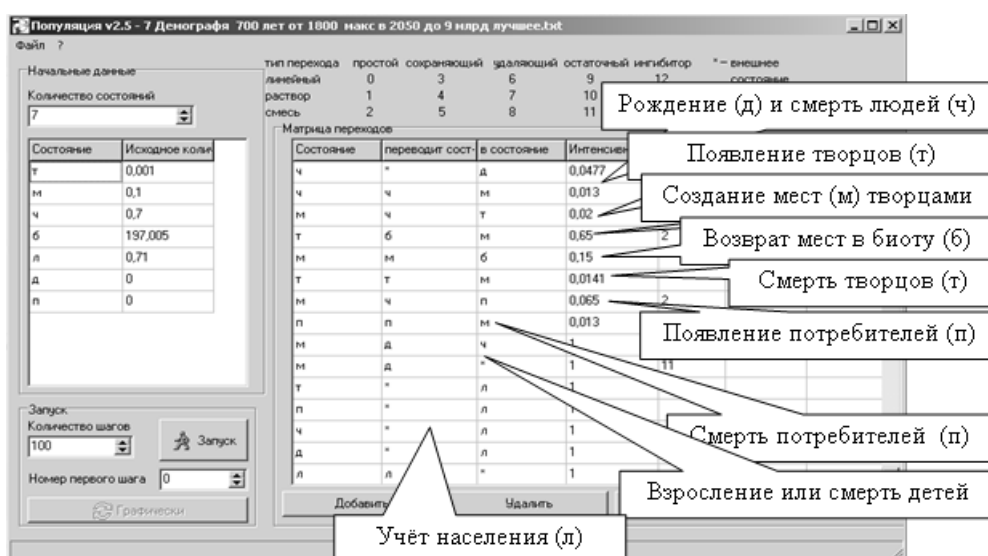 Популяция v2.5 - 7 Демографя 700 лет от 1800 макс в 2050 до 9 млрд лучшее.txt
Файл ?
Начальные данные
Количество состояний
7
Состояние Исходное колич
т 0,001
м 0,1
ч 0,7
б 197,005
л 0,71
д 0
п 0
Запуск
Количество шагов
100
Запуск
Номер первого шага 0
Графически
тип перехода простой сохраняющий удаляющий остаточный ингибитор * - внешнее
линейный 0 3 6 9 12 состояние
раствор 1 4 7 10
смесь 2 5 8 11
Матрица переходов
Состояние переводит сост- в состояние
ч * д 0,0477
ч ч м 0,013
м ч т 0,02
т б м 0,65 2
м м б 0,15
т т м 0,0141
м ч п 0,065 2
п п м 0,013
м д ч 1
м д * 1 11
т * л 1
п * л 1
ч * л 1
д * л 1
л л * 1
Удалить
Рождение (д) и смерть людей (ч)
Появление творцов (т)
Создание мест (м) творцами
Возврат мест в биоту (б)
Смерть творцов (т)
Появление потребителей (п)
Смерть потребителей (п)
Взросление или смерть детей
Учёт населения (л)